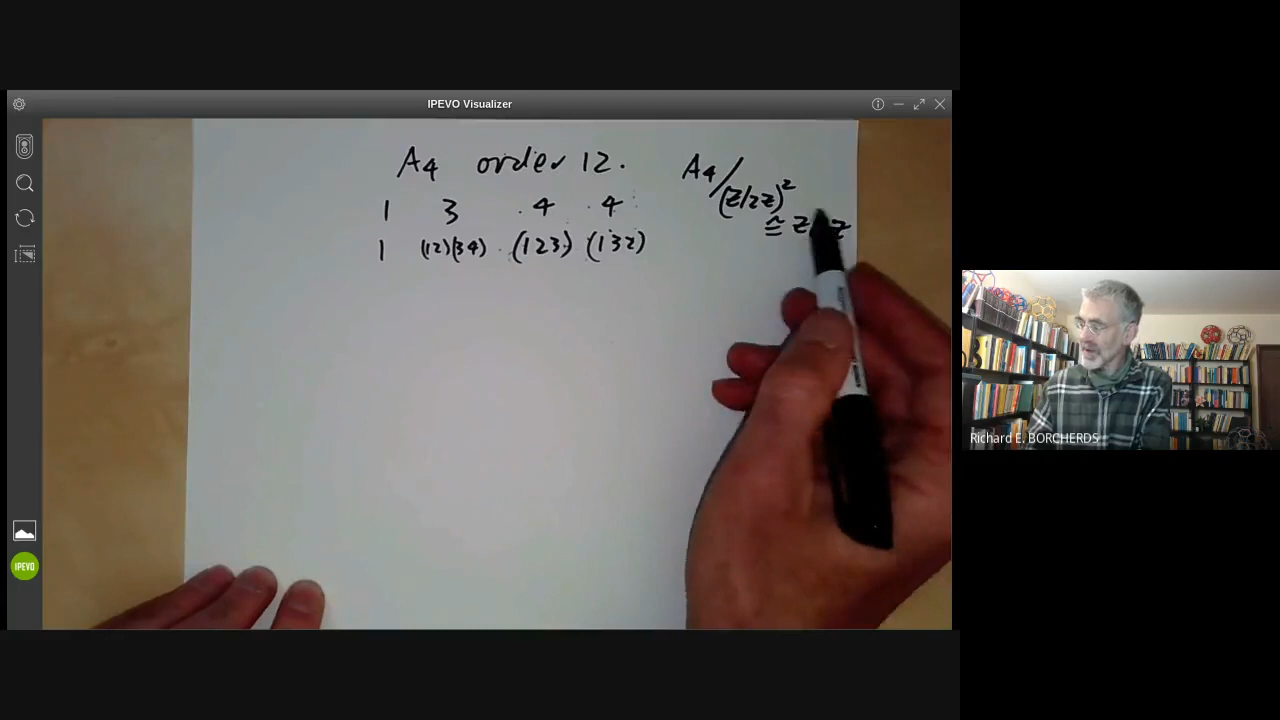 IPEVO Visualizer
A4 order 12.
1 3 4 4
1 (12)(34) (123) (132)
A4/(Z/2Z)²
≅ Z
IPEVO
Richard E. BORCHERDS